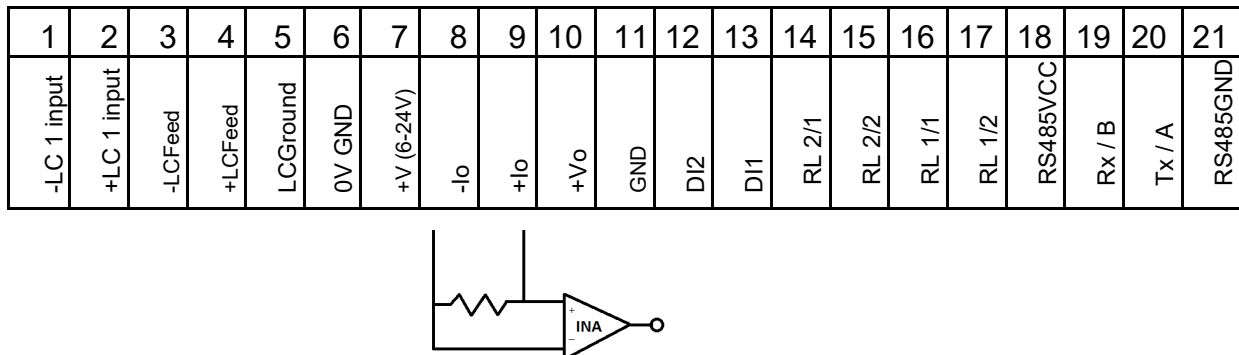 1 2 3 4 5 6 7 8 9 10 11 12 13 14 15 16 17 18 19 20 21
-LC 1 input
+LC 1 input
-LCFeed
+LCFeed
LCGround
0V GND
+V (6-24V)
-Io
+Io
+Vo
GND
DI2
DI1
RL 2/1
RL 2/2
RL 1/1
RL 1/2
RS485VCC
Rx / B
Tx / A
RS485GND
+
INA
−